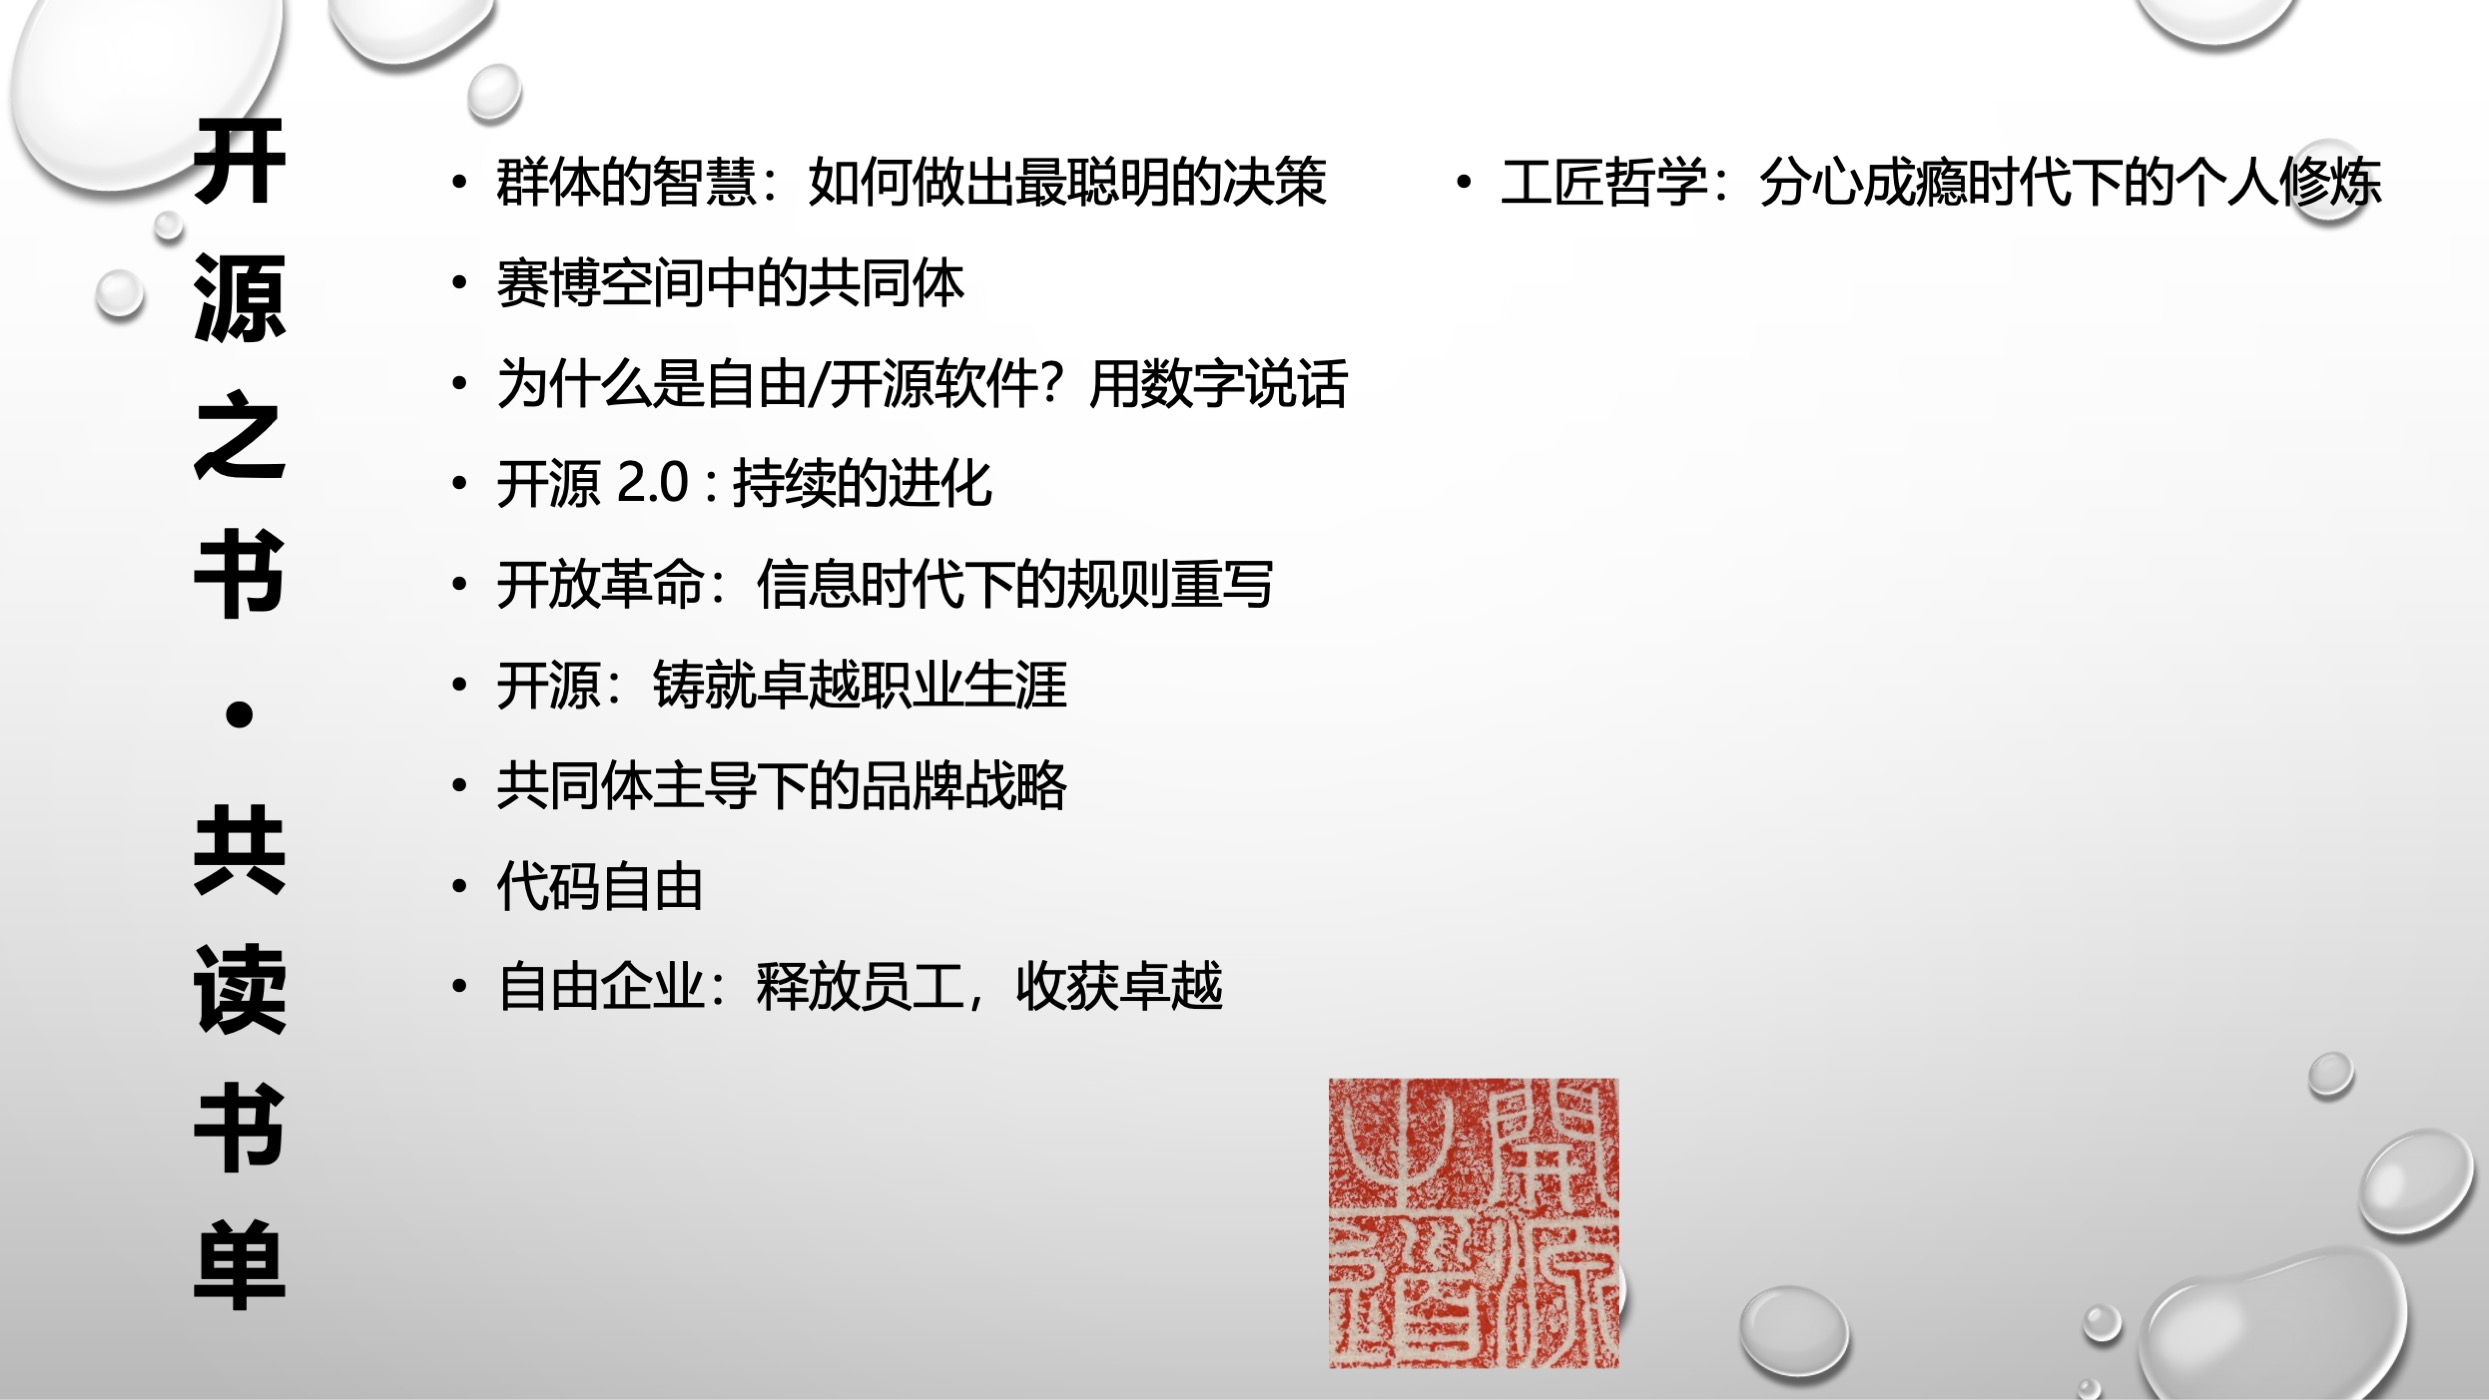 开源之书·共读书单
• 群体的智慧：如何做出最聪明的决策
• 赛博空间中的共同体
• 为什么是自由/开源软件？用数字说话
• 开源 2.0 : 持续的进化
• 开放革命：信息时代下的规则重写
• 开源：铸就卓越职业生涯
• 共同体主导下的品牌战略
• 代码自由
• 自由企业：释放员工，收获卓越
• 工匠哲学：分心成瘾时代下的个人修炼
開源
之道